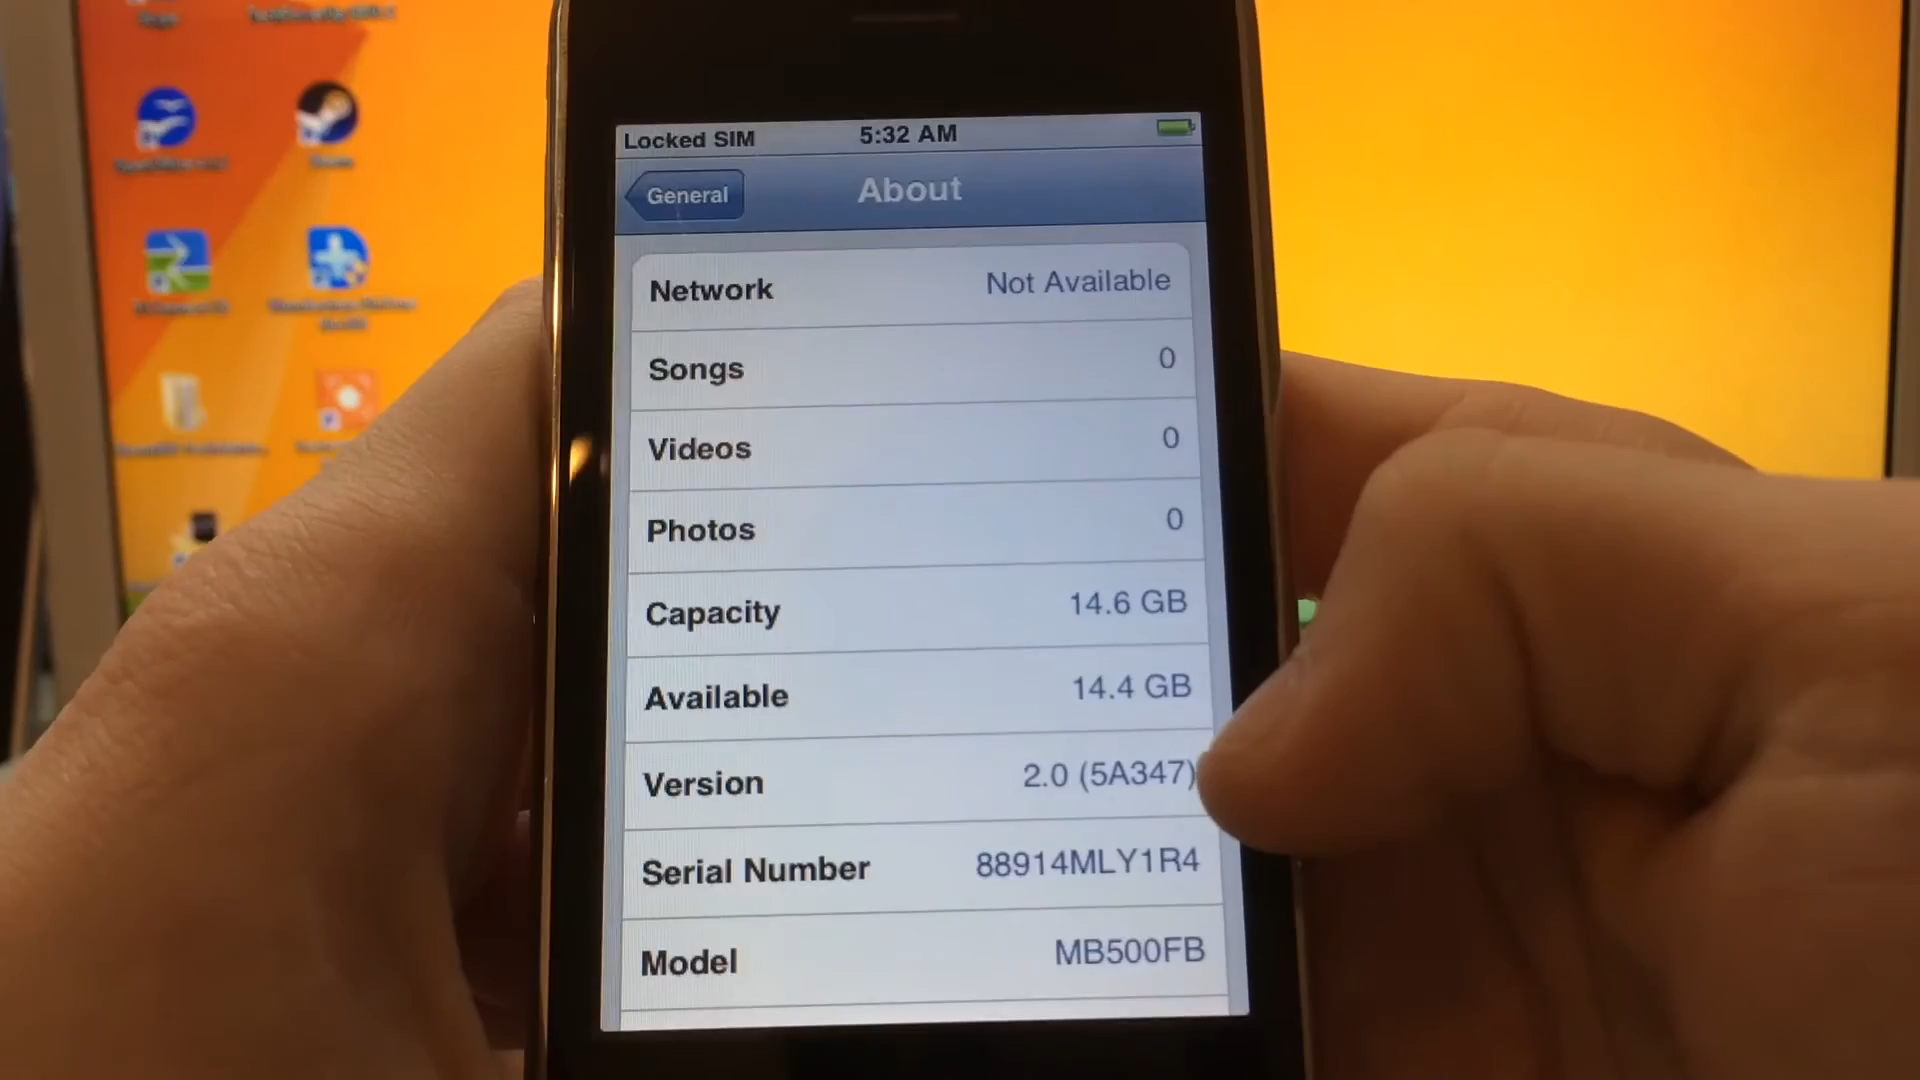 Locked SIM 5:32 AM
General About
Network Not Available
Songs 0
Videos 0
Photos 0
Capacity 14.6 GB
Available 14.4 GB
Version 2.0 (5A347)
Serial Number 88914MLY1R4
Model MB500FB